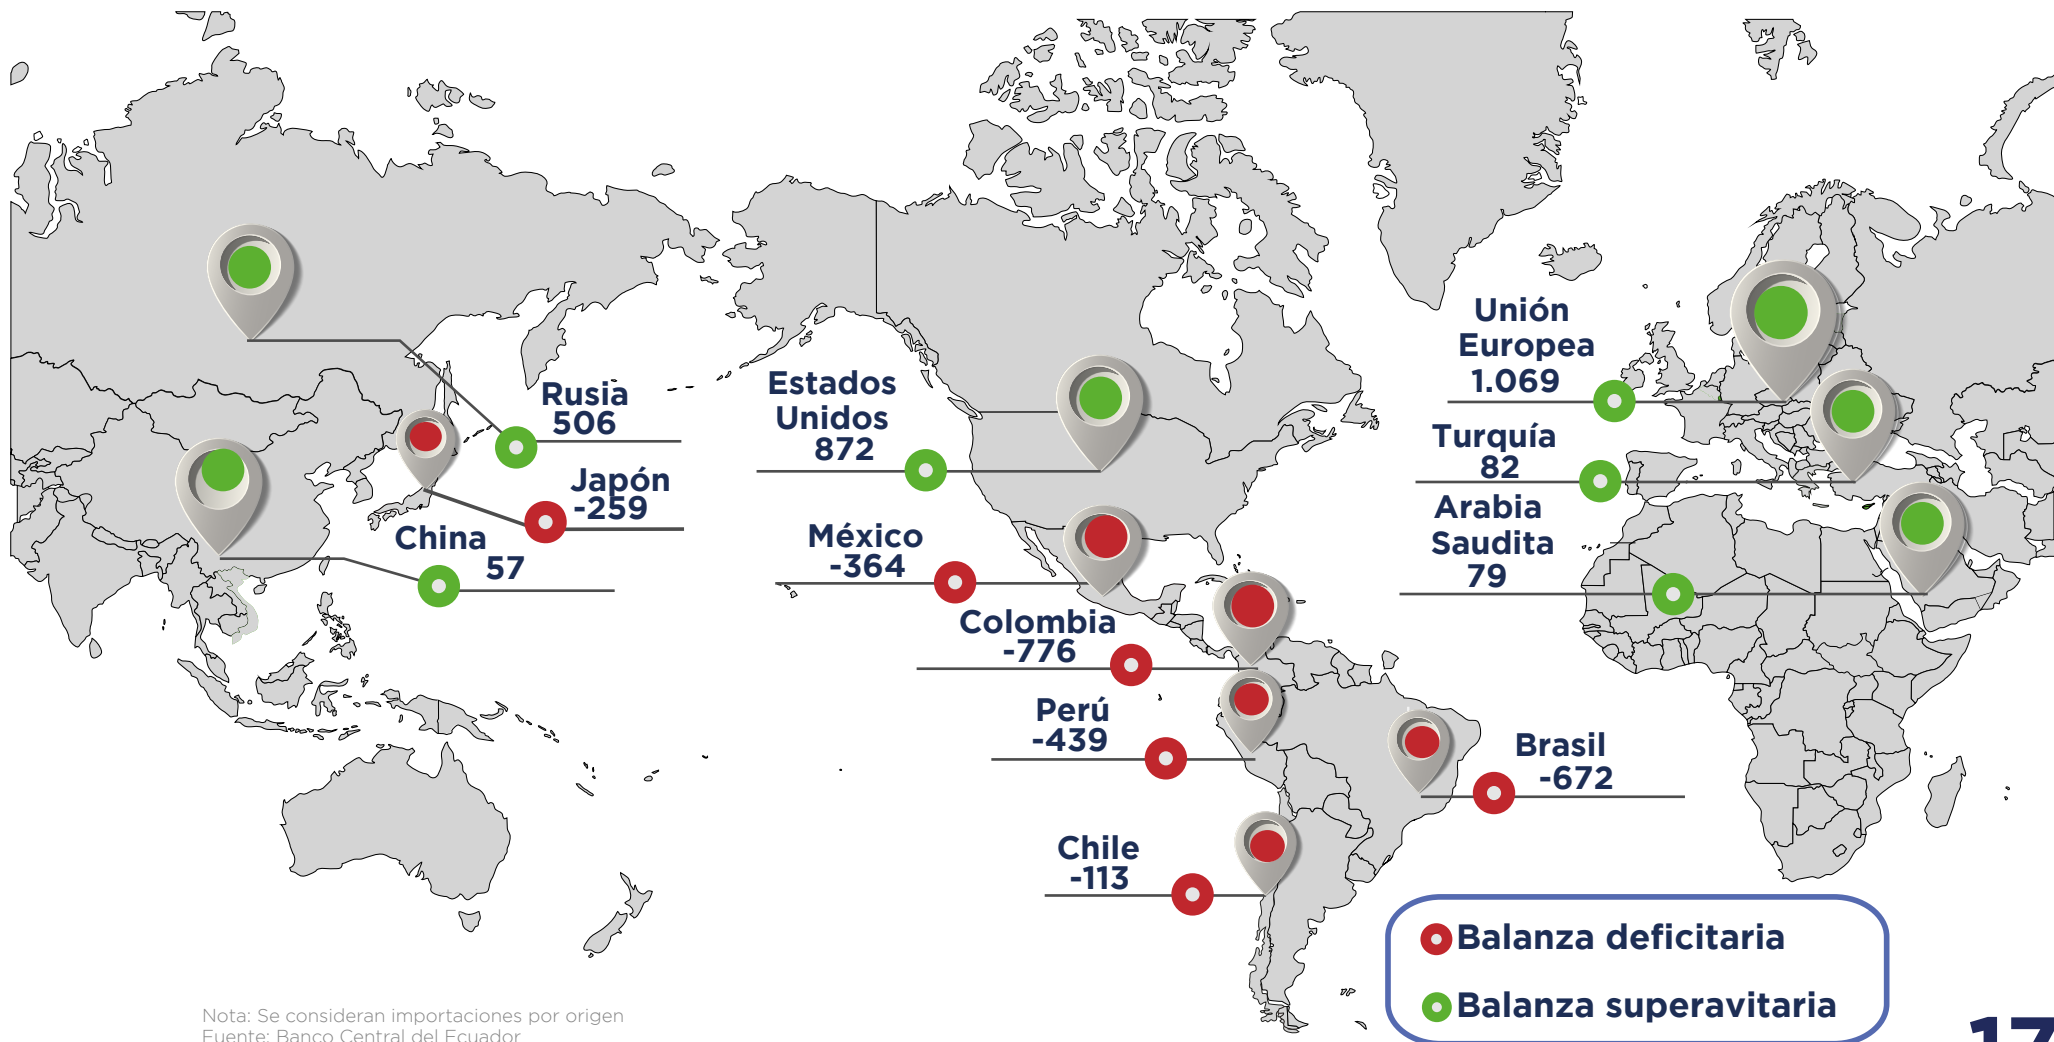 Rusia
506
Japón
-259
China
57
Estados
Unidos
872
México
-364
Colombia
-776
Perú
-439
Chile
-113
Brasil
-672
Unión
Europea
1.069
Turquía
82
Arabia
Saudita
79
Balanza deficitaria
Balanza superavitaria
Nota: Se consideran importaciones por origen
Fuente: Banco Central del Ecuador
17